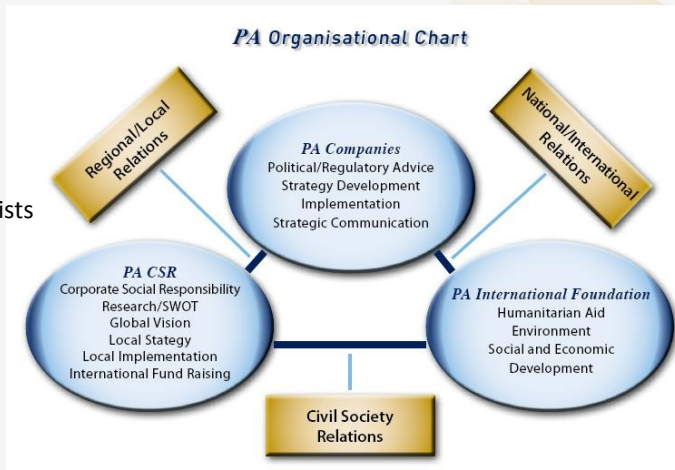 PA Organisational Chart
Regional/Local
Relations
National/International
Relations
PA Companies
Political/Regulatory Advice
Strategy Development
Implementation
Strategic Communication
ists
PA CSR
Corporate Social Responsibility
Research/SWOT
Global Vision
Local Stategy
Local Implementation
International Fund Raising
PA International Foundation
Humanitarian Aid
Environment
Social and Economic
Development
Civil Society
Relations